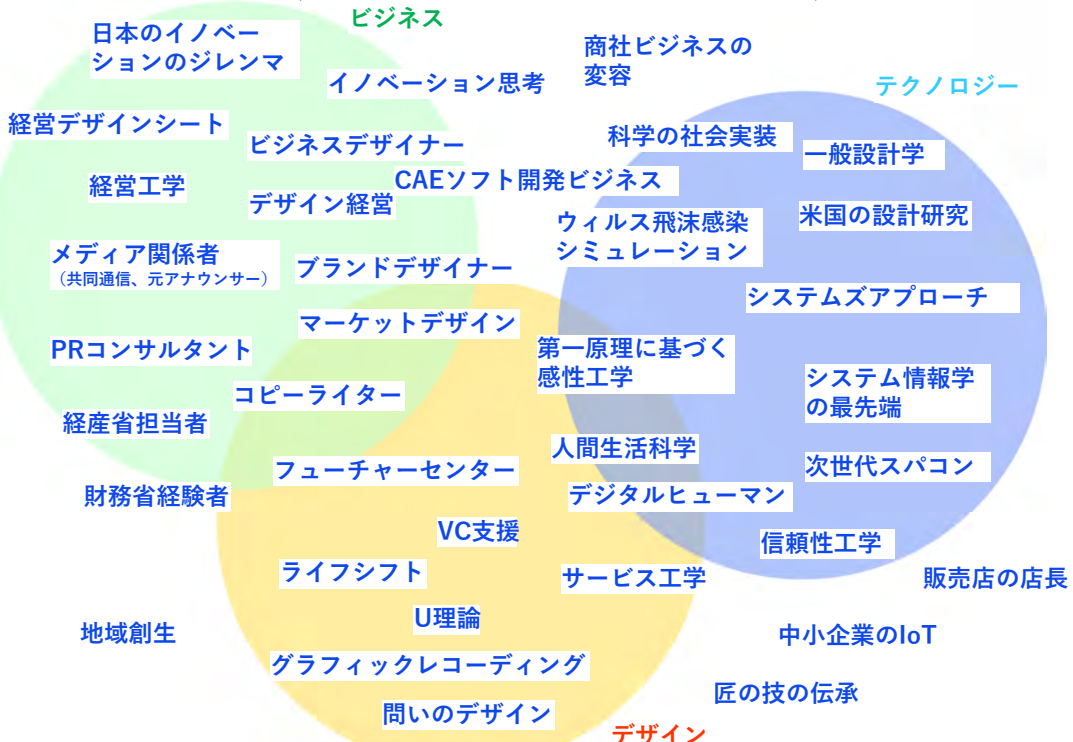 ビジネス
日本のイノベー
ションのジレンマ
商社ビジネスの
変容
イノベーション思考
テクノロジー
経営デザインシート
ビジネスデザイナー
科学の社会実装
一般設計学
経営工学
CAEソフト開発ビジネス
デザイン経営
ウィルス飛沫感染
シミュレーション
米国の設計研究
メディア関係者
（共同通信、元アナウンサー）
ブランドデザイナー
システムズアプローチ
マーケットデザイン
PRコンサルタント
第一原理に基づく
感性工学
システム情報学
の最先端
コピーライター
経産省担当者
人間生活科学
フューチャーセンター
次世代スパコン
財務省経験者
デジタルヒューマン
VC支援
信頼性工学
ライフシフト
サービス工学
販売店の店長
U理論
地域創生
中小企業のIoT
グラフィックレコーディング
匠の技の伝承
問いのデザイン
デザイン